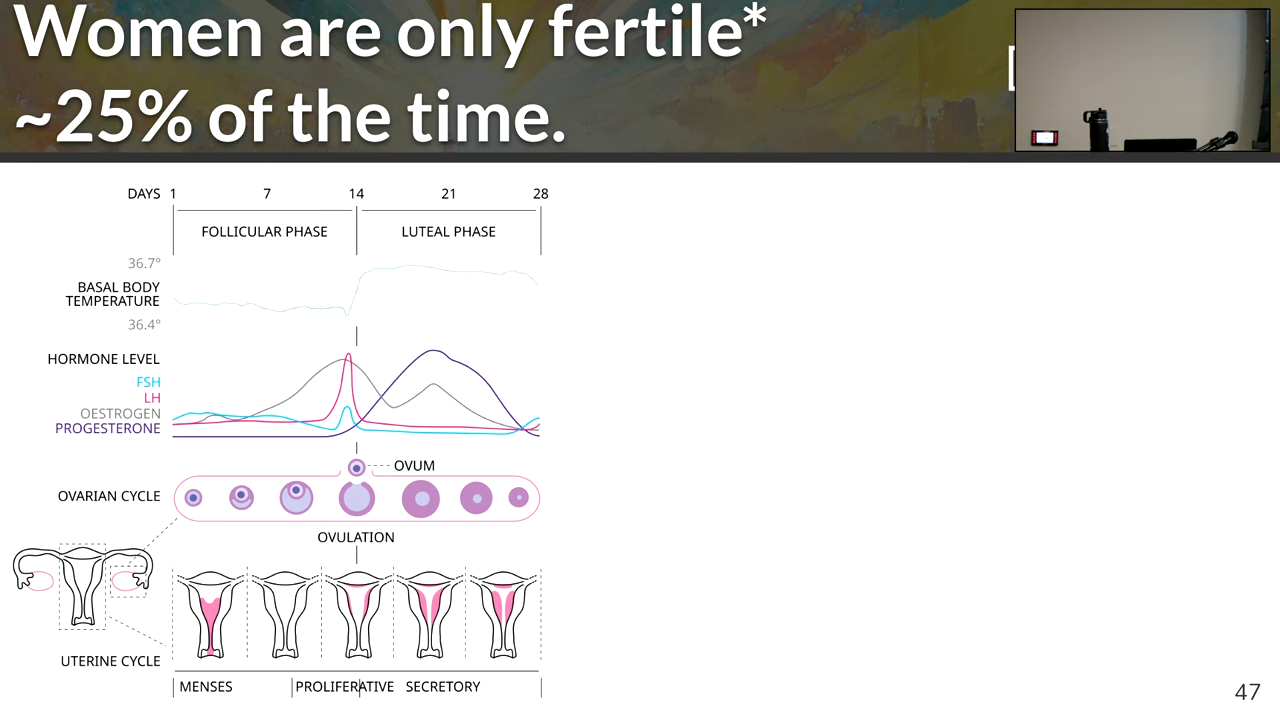 Women are only fertile*
~25% of the time.
DAYS 1 7 14 21 28
FOLLICULAR PHASE LUTEAL PHASE
36.7°
BASAL BODY
TEMPERATURE
36.4°
HORMONE LEVEL
FSH
LH
OESTROGEN
PROGESTERONE
OVUM
OVARIAN CYCLE
OVULATION
UTERINE CYCLE
MENSES PROLIFERATIVE SECRETORY
47